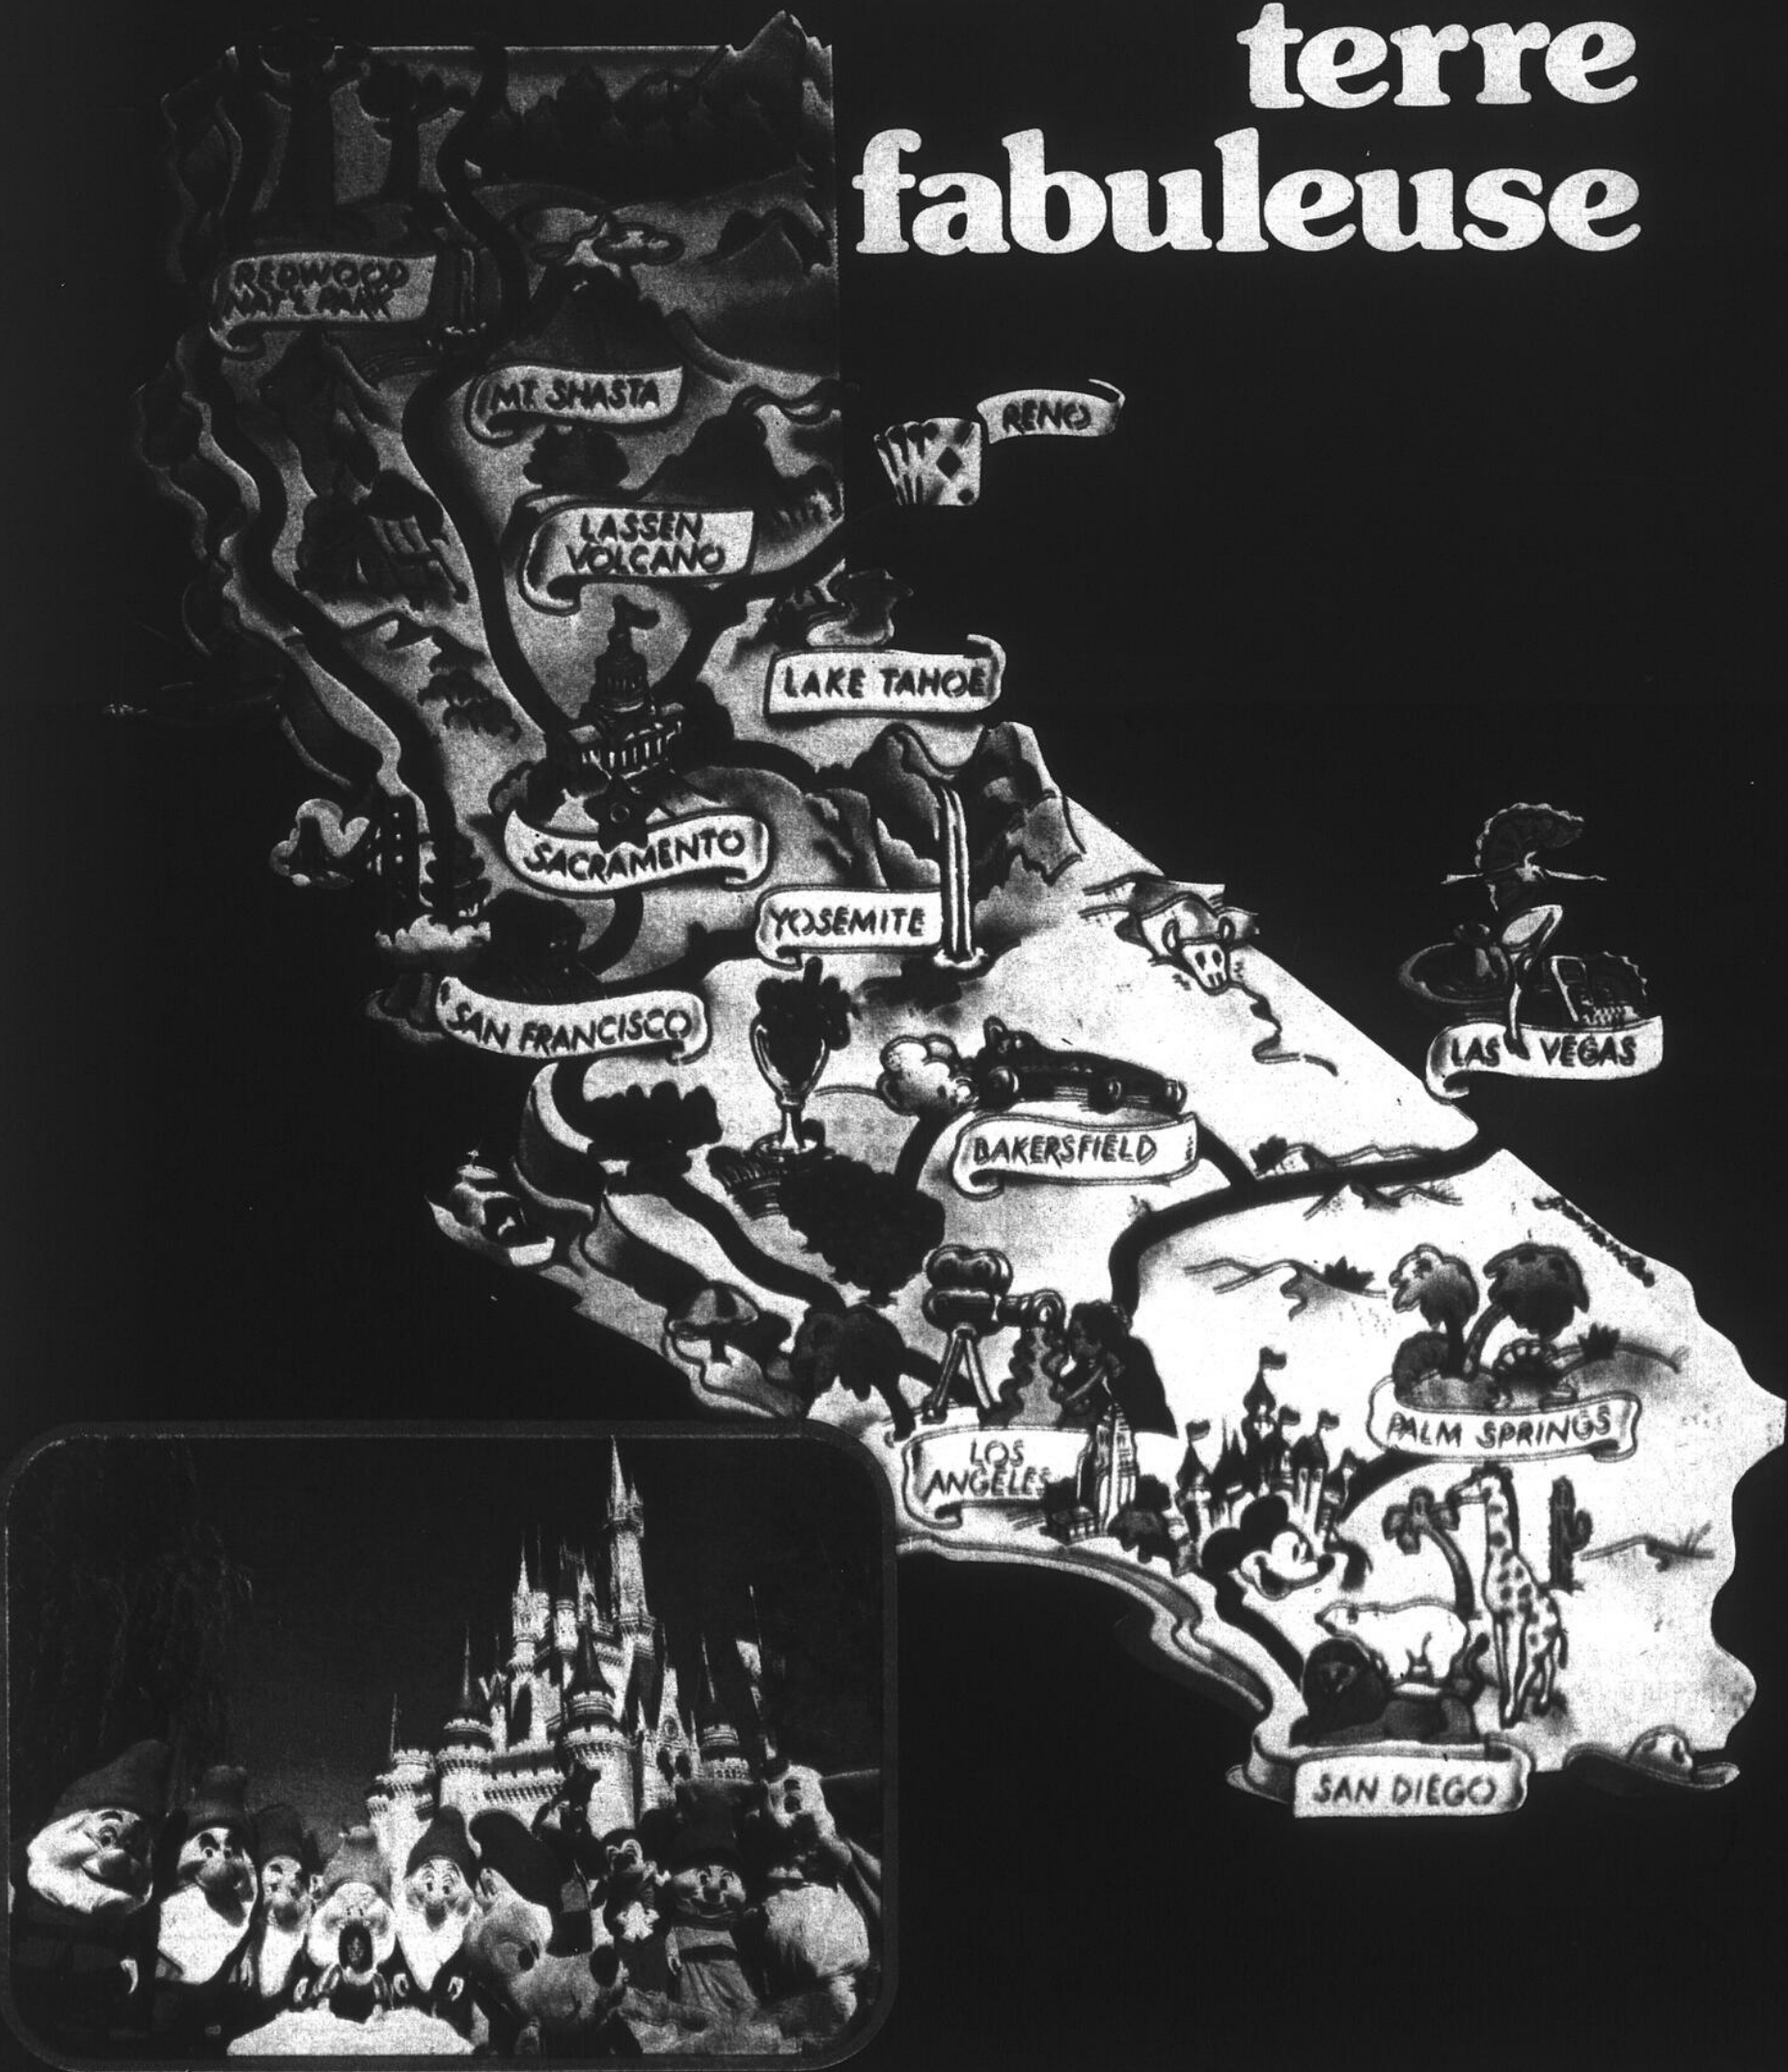 terre
fabuleuse
REDWOOD
NAT'L PARK
MT. SHASTA
RENO
LASSEN
VOLCANO
LAKE TAHOE
SACRAMENTO
YOSEMITE
SAN FRANCISCO
LAS VEGAS
BAKERSFIELD
PALM SPRINGS
LOS
ANGELES
SAN DIEGO